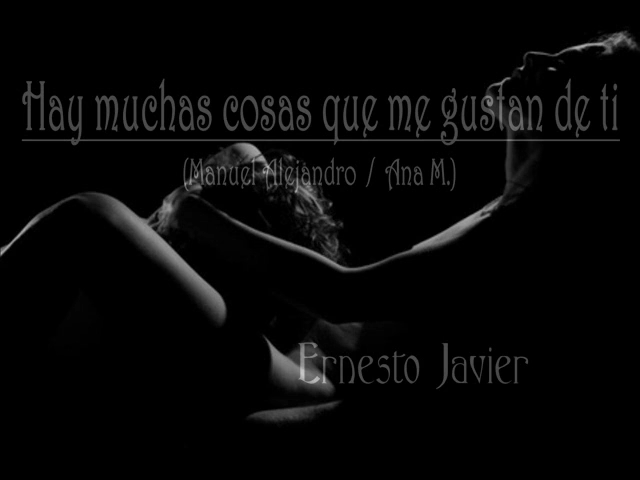 Hay muchas cosas que me gustan de ti
(Manuel Alejandro / Ana M.)
Ernesto Javier